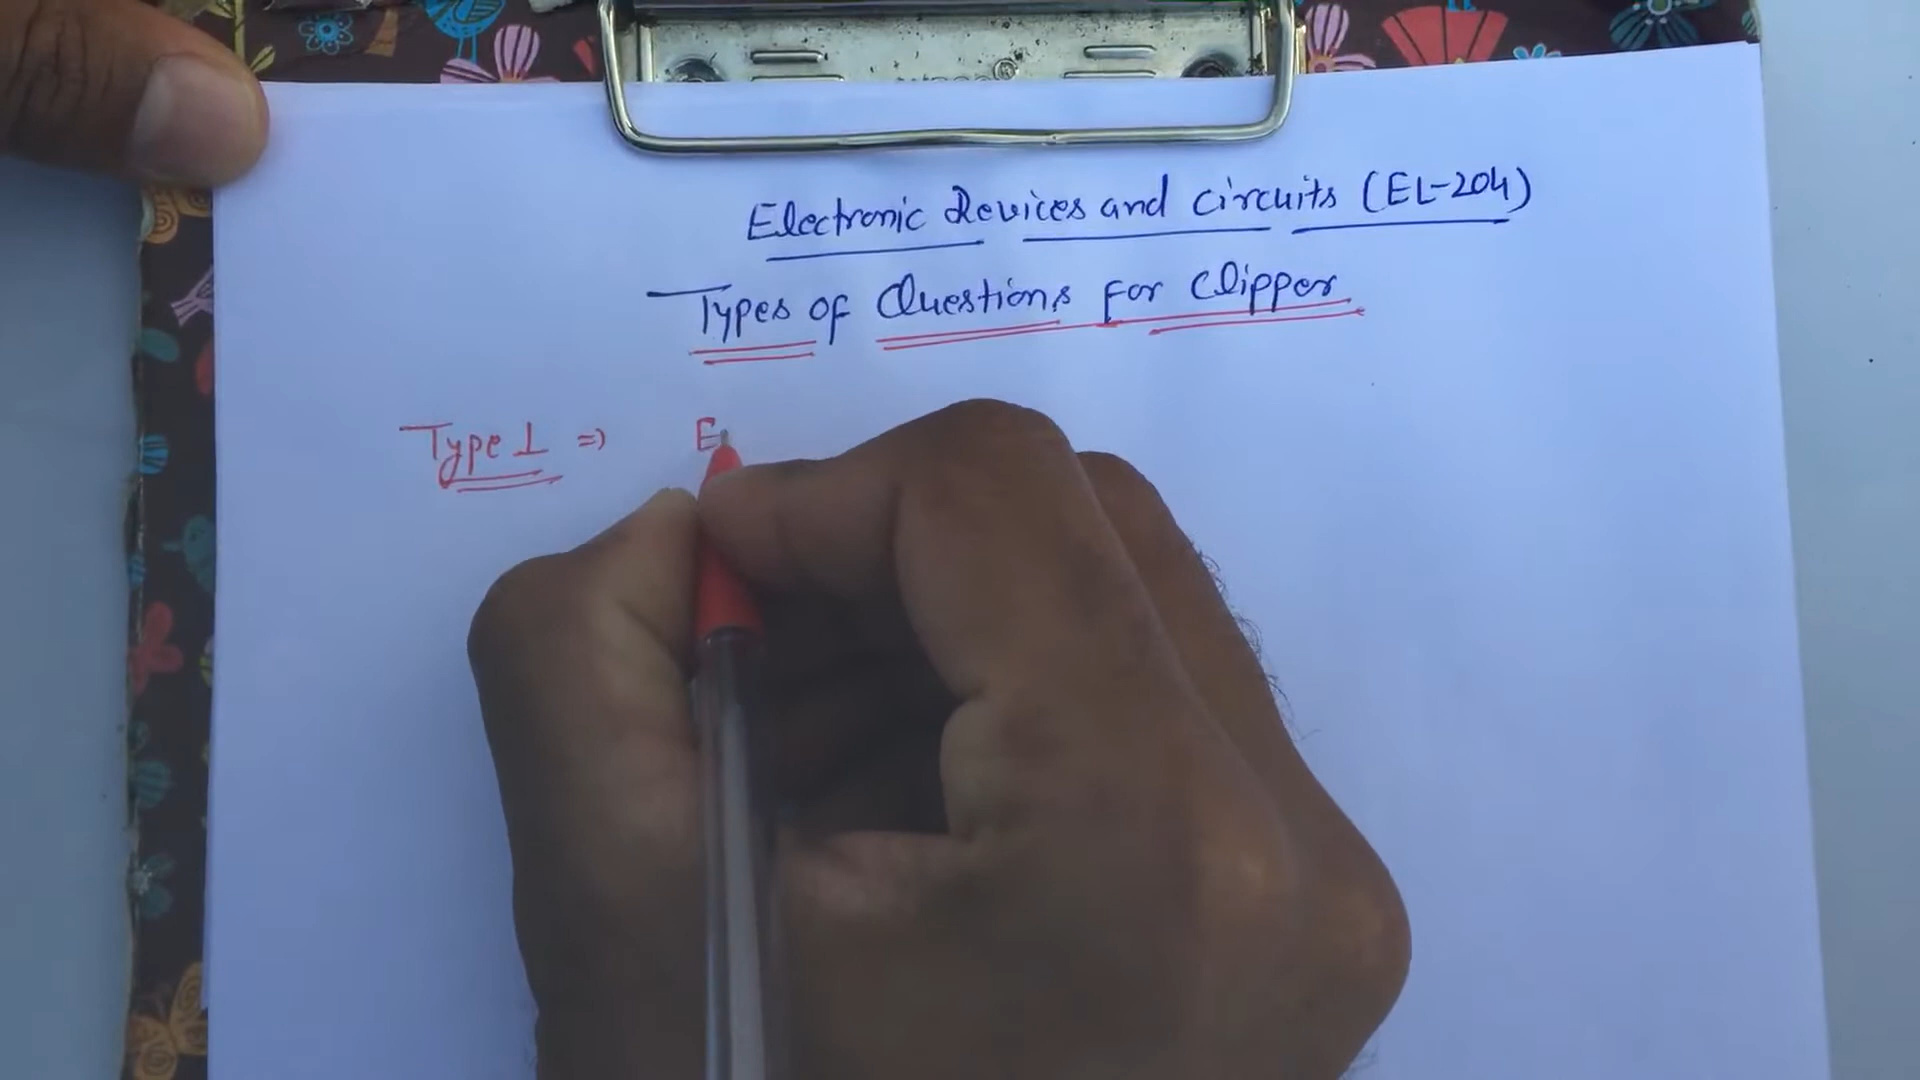 Electronic Devices and circuits (EL-204)
Types of Questions for Clipper
Type 1 ⇒ E